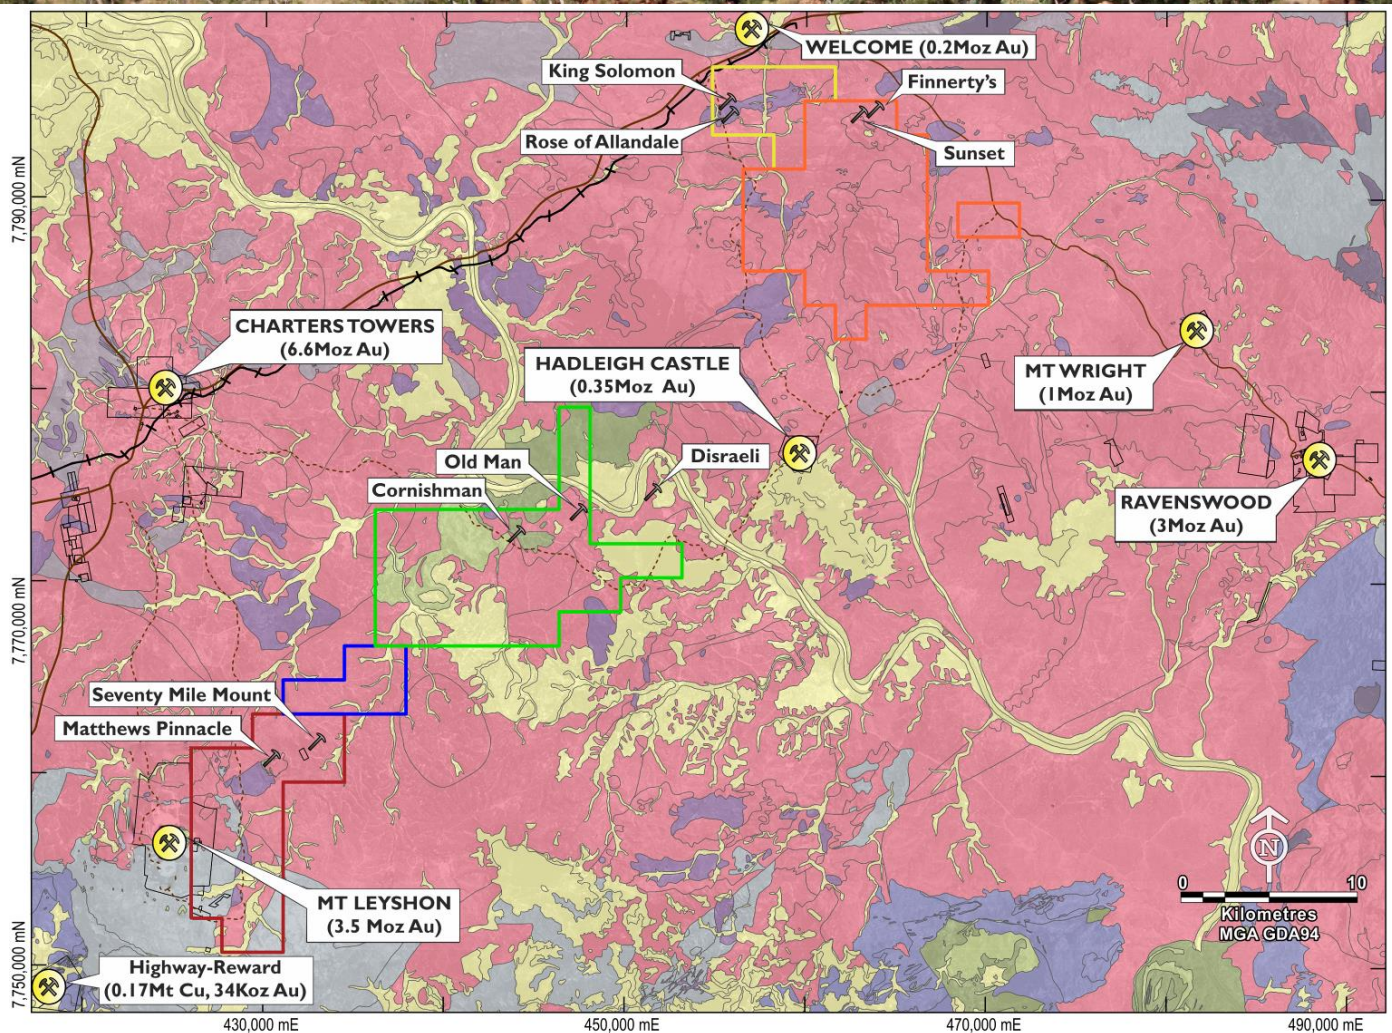 WELCOME (0.2Moz Au)
King Solomon
Finnerty's
Rose of Allandale
Sunset
7,790,000 mN
CHARTERS TOWERS
(6.6Moz Au)
HADLEIGH CASTLE
(0.35Moz Au)
MT WRIGHT
(1Moz Au)
Old Man
Disraeli
Cornishman
RAVENSWOOD
(3Moz Au)
7,770,000 mN
Seventy Mile Mount
Matthews Pinnacle
N
0 10
Kilometres
MGA GDA94
MT LEYSHON
(3.5 Moz Au)
Highway-Reward
(0.17Mt Cu, 34Koz Au)
7,750,000 mN
430,000 mE 450,000 mE 470,000 mE 490,000 mE